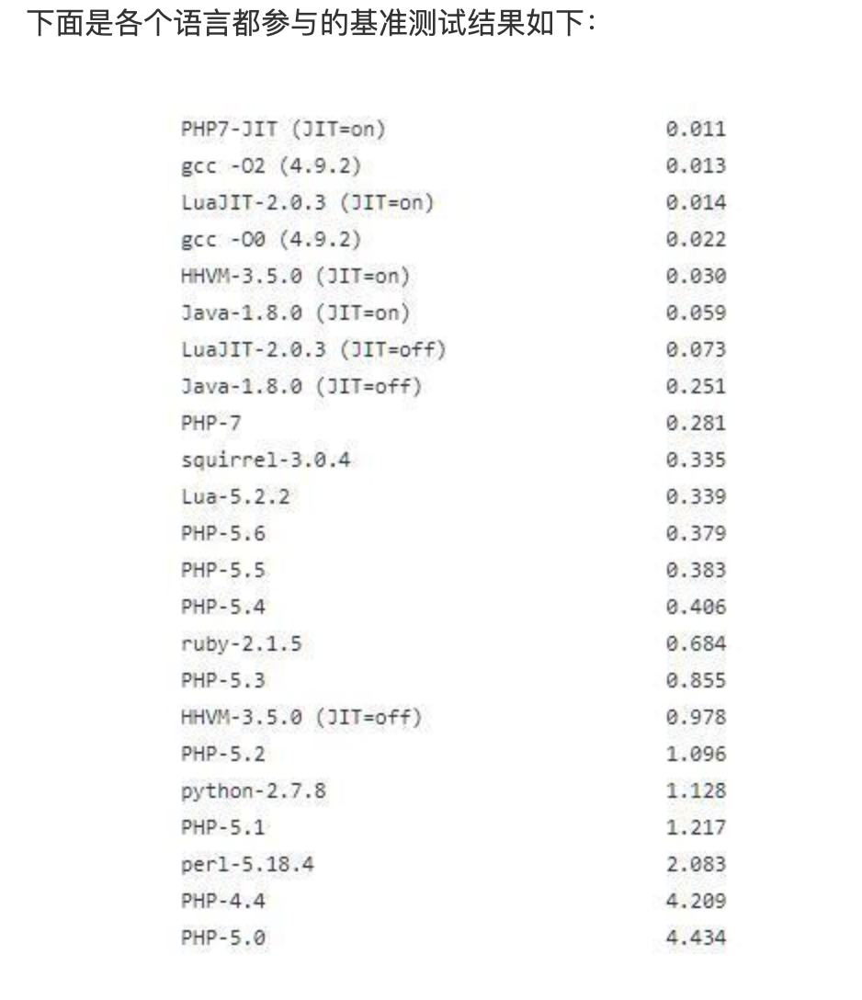 下面是各个语言都参与的基准测试结果如下：
PHP7-JIT (JIT=on) 0.011
gcc -O2 (4.9.2) 0.013
LuaJIT-2.0.3 (JIT=on) 0.014
gcc -O0 (4.9.2) 0.022
HHVM-3.5.0 (JIT=on) 0.030
Java-1.8.0 (JIT=on) 0.059
LuaJIT-2.0.3 (JIT=off) 0.073
Java-1.8.0 (JIT=off) 0.251
PHP-7 0.281
squirrel-3.0.4 0.335
Lua-5.2.2 0.339
PHP-5.6 0.379
PHP-5.5 0.383
PHP-5.4 0.406
ruby-2.1.5 0.684
PHP-5.3 0.855
HHVM-3.5.0 (JIT=off) 0.978
PHP-5.2 1.096
python-2.7.8 1.128
PHP-5.1 1.217
perl-5.18.4 2.083
PHP-4.4 4.209
PHP-5.0 4.434